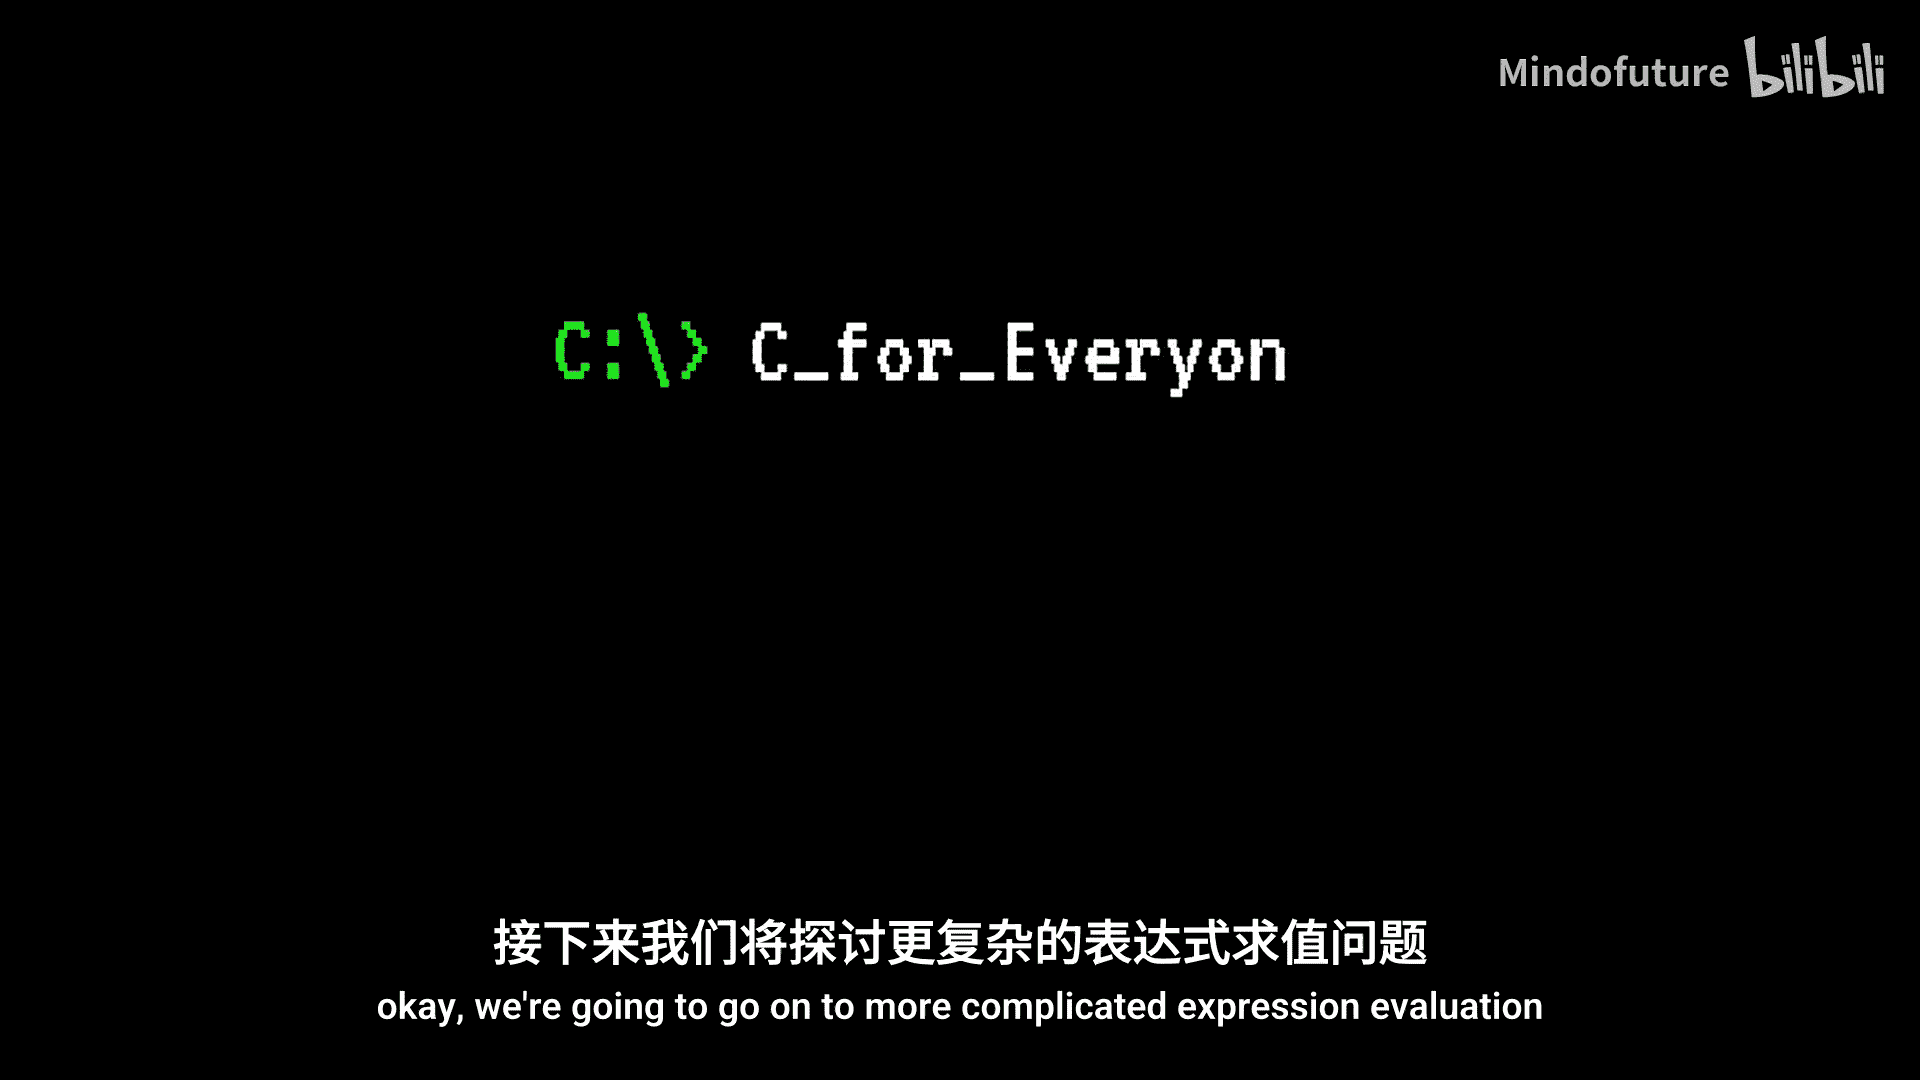 Mindofuture bilibili
C:\> C_for_Everyon
接下来我们将探讨更复杂的表达式求值问题
okay, we're going to go on to more complicated expression evaluation